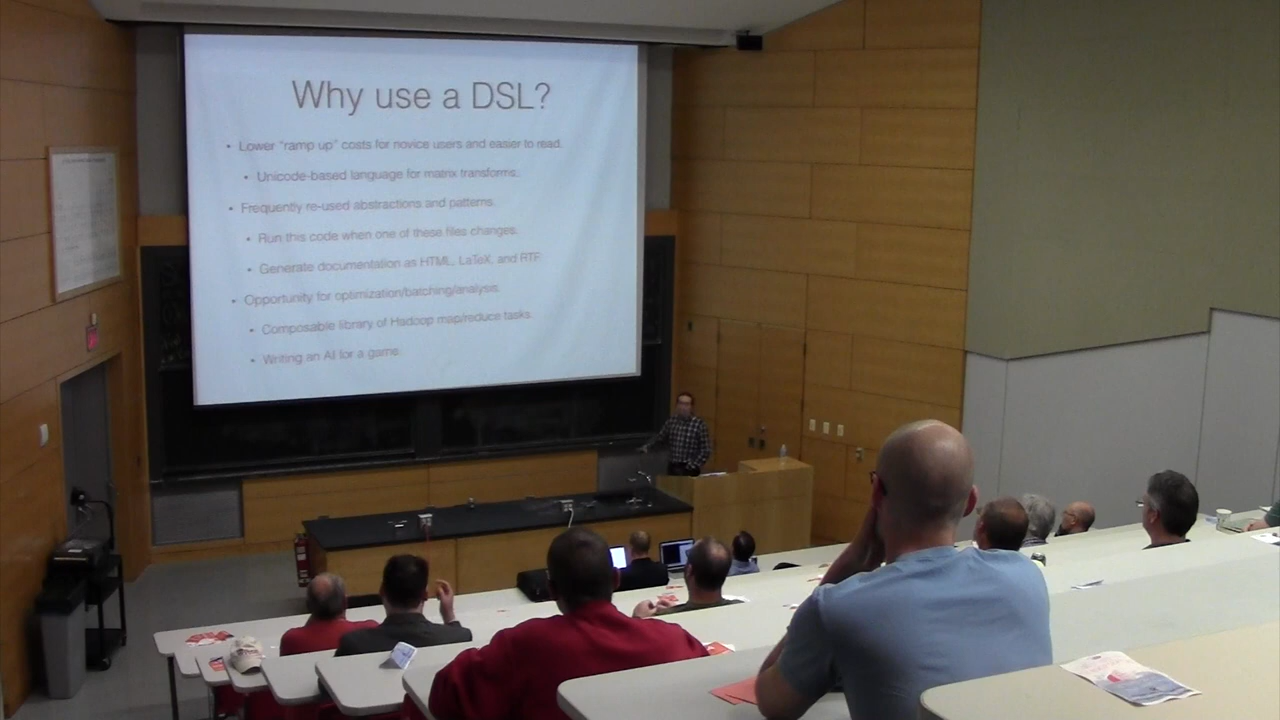 Why use a DSL?
• Lower "ramp up" costs for novice users and easier to read.
• Unicode-based language for matrix transforms.
• Frequently re-used abstractions and patterns.
• Run this code when one of these files changes.
• Generate documentation as HTML, LaTeX, and RTF.
• Opportunity for optimization/batching/analysis.
• Composable library of Hadoop map/reduce tasks.
• Writing an AI for a game.